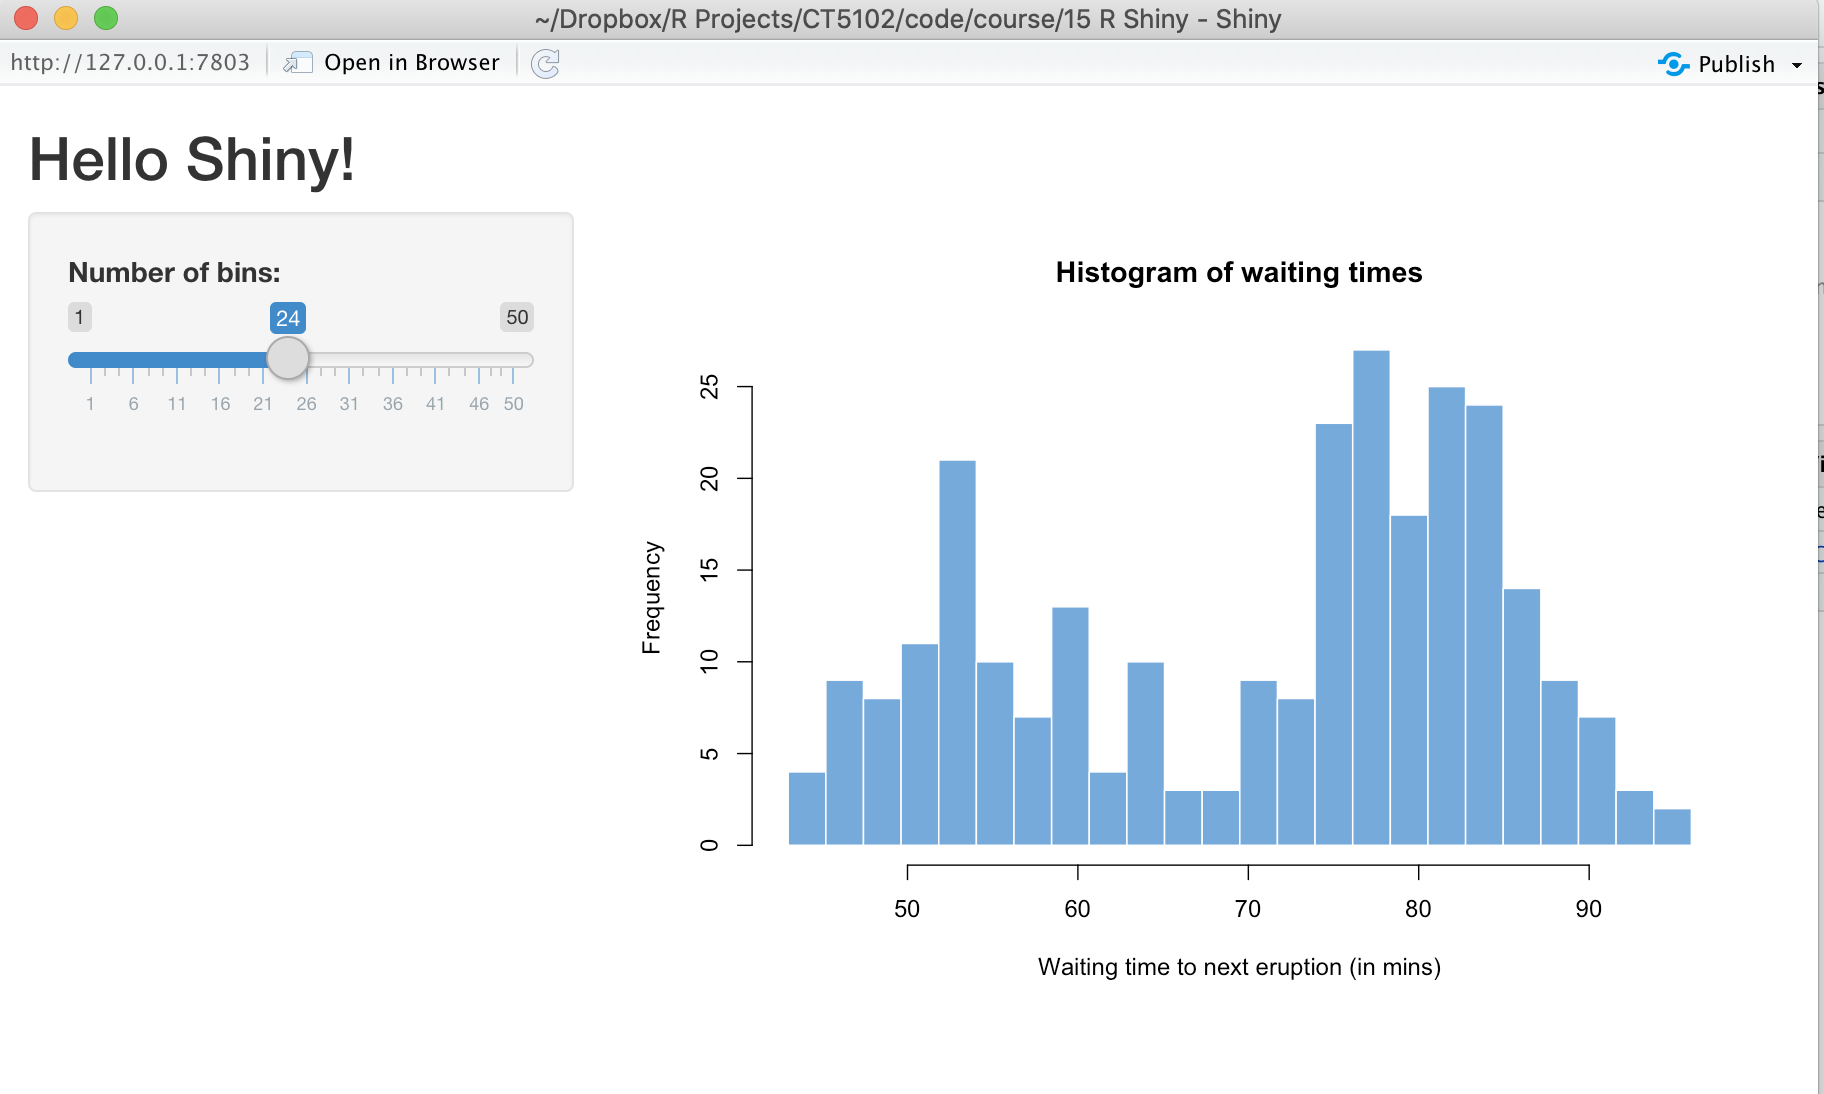 ~/Dropbox/R Projects/CT5102/code/course/15 R Shiny - Shiny
http://127.0.0.1:7803 Open in Browser Publish
Hello Shiny!
Number of bins:
1 24 50
1 6 11 16 21 26 31 36 41 46 50
Histogram of waiting times
Frequency
25
20
15
10
5
0
50 60 70 80 90
Waiting time to next eruption (in mins)